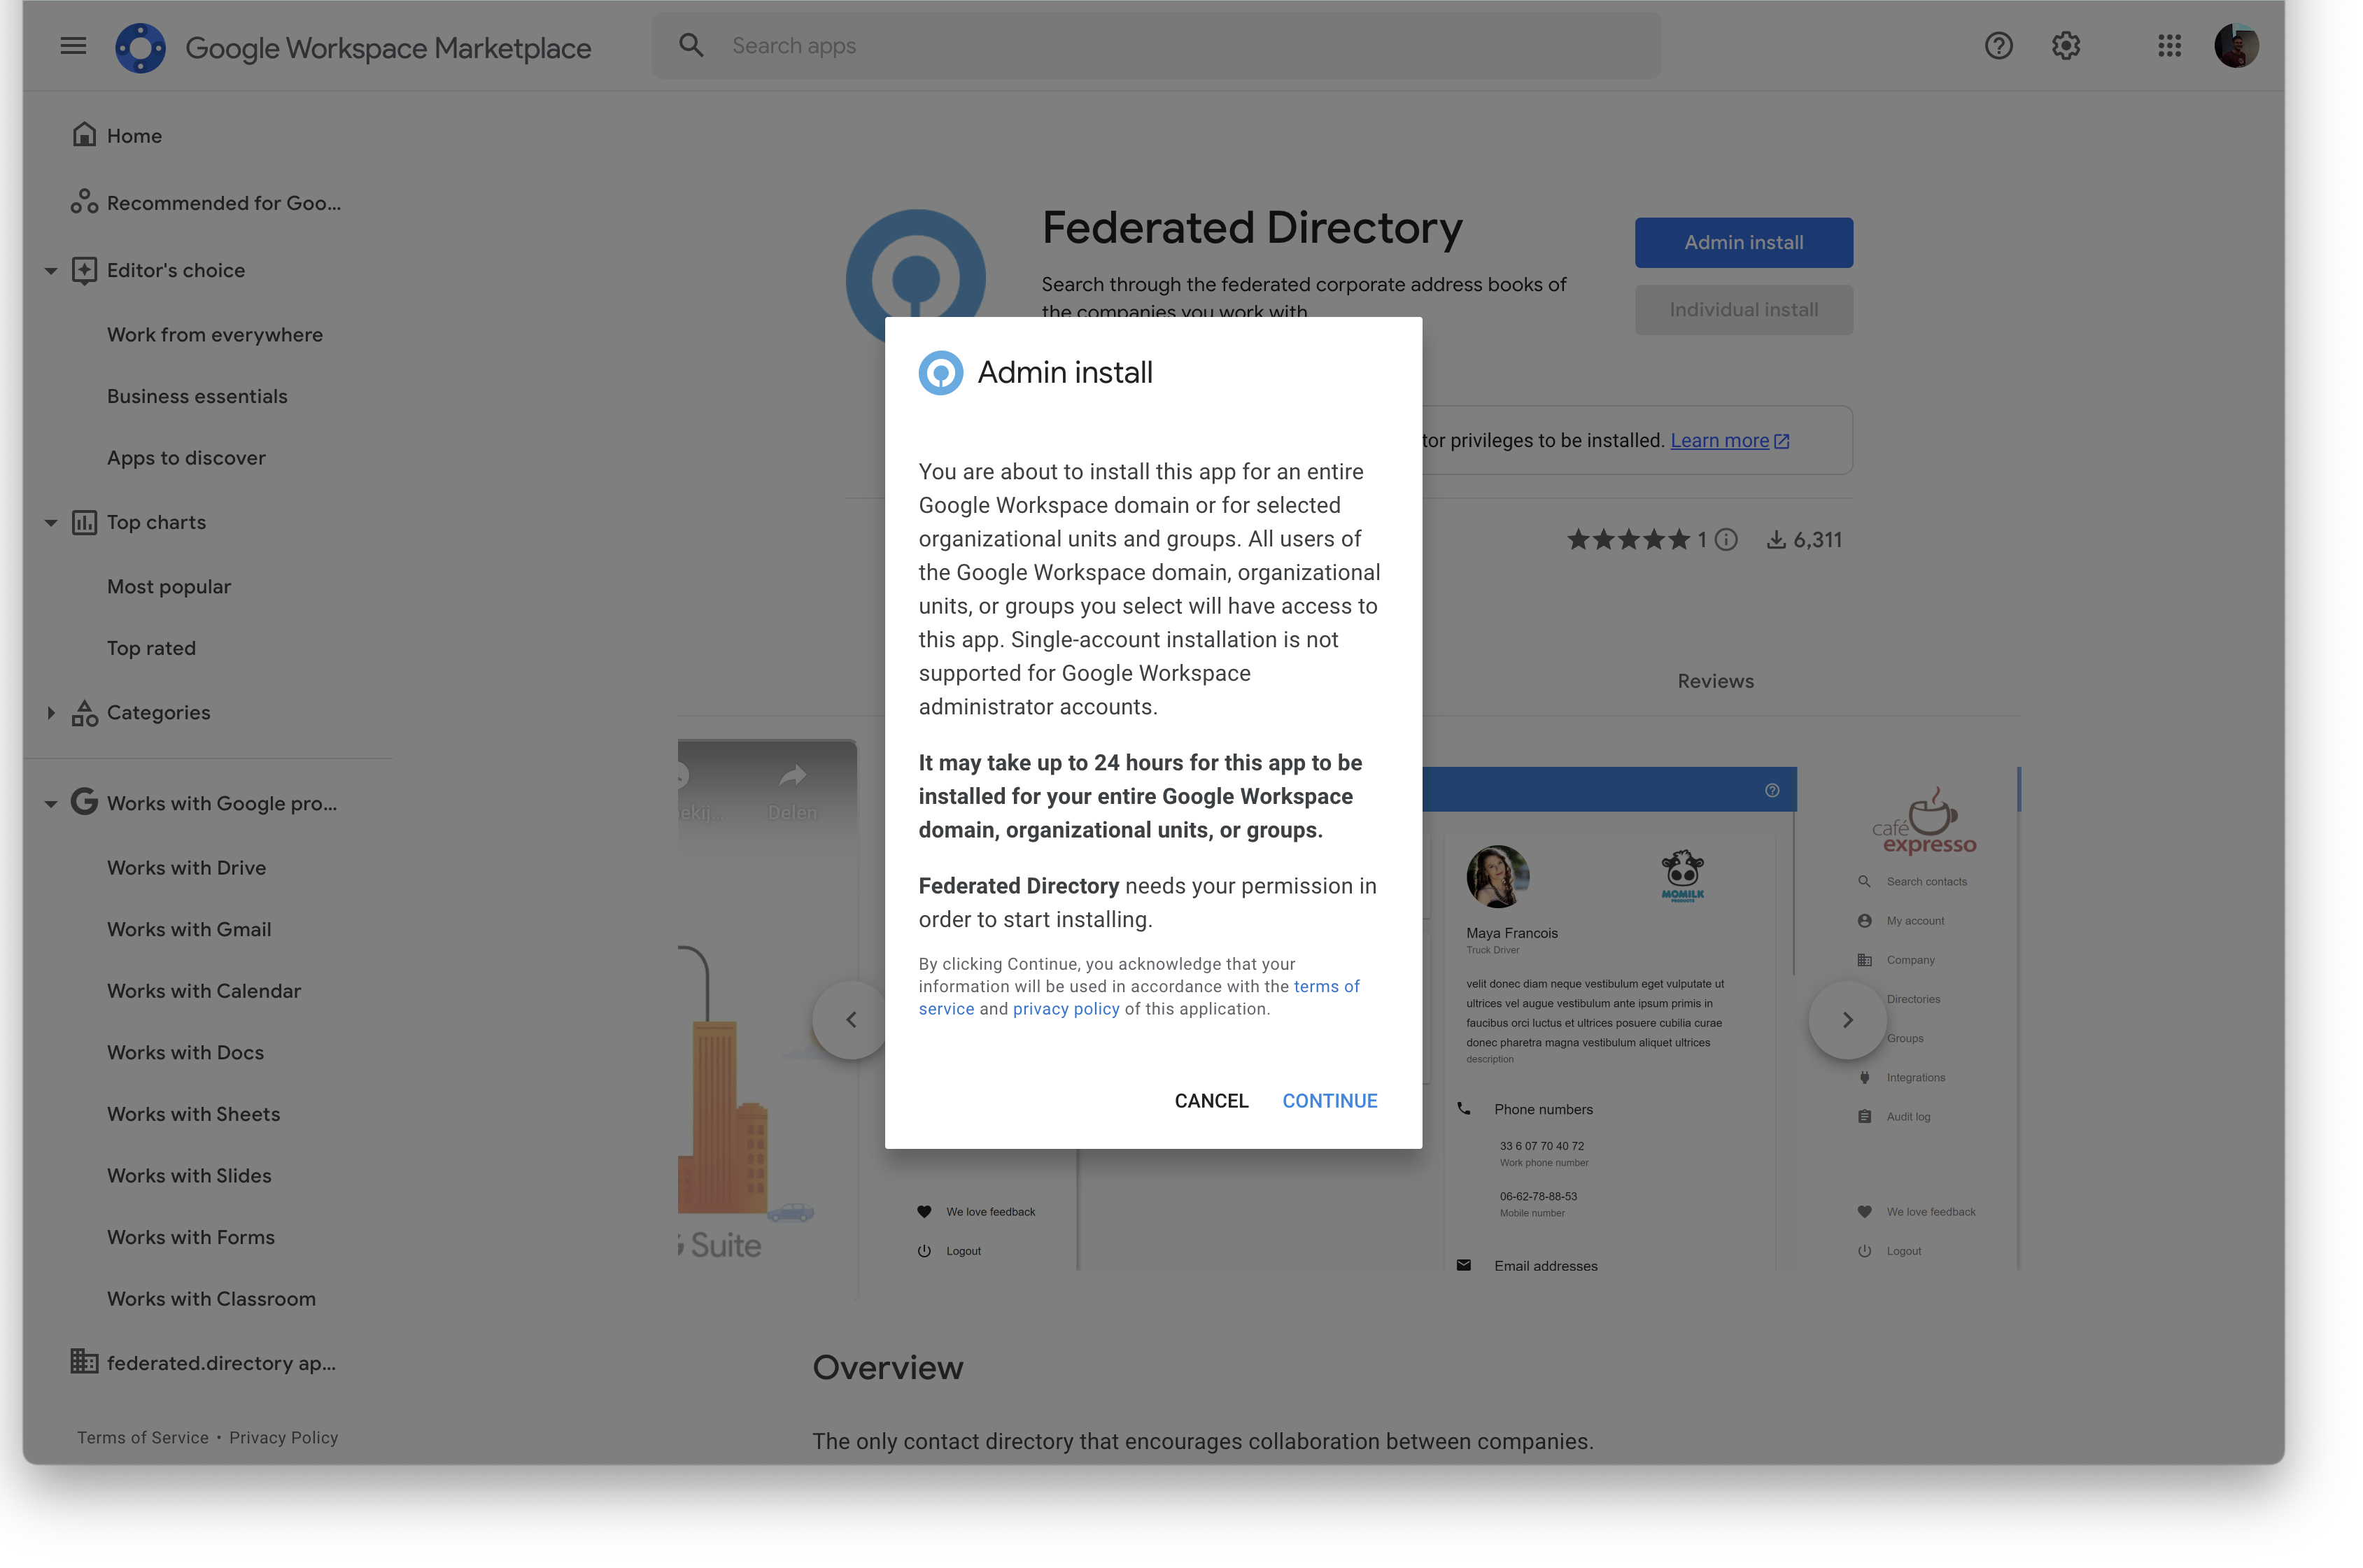 Google Workspace Marketplace
Search apps
Home
Recommended for Goo...
Editor's choice
Work from everywhere
Business essentials
Apps to discover
Top charts
Most popular
Top rated
Categories
Works with Google pro...
Works with Drive
Works with Gmail
Works with Calendar
Works with Docs
Works with Sheets
Works with Slides
Works with Forms
Works with Classroom
federated.directory ap...
Terms of Service • Privacy Policy
Federated Directory
Search through the federated corporate address books of
the companies you work with
Admin install
Individual install
tor privileges to be installed. Learn more
1
6,311
Reviews
Admin install
You are about to install this app for an entire
Google Workspace domain or for selected
organizational units and groups. All users of
the Google Workspace domain, organizational
units, or groups you select will have access to
this app. Single-account installation is not
supported for Google Workspace
administrator accounts.
It may take up to 24 hours for this app to be
installed for your entire Google Workspace
domain, organizational units, or groups.
Federated Directory needs your permission in
order to start installing.
By clicking Continue, you acknowledge that your
information will be used in accordance with the terms of
service and privacy policy of this application.
CANCEL
CONTINUE
ekij...
Delen
Suite
We love feedback
Logout
MOMILK
PRODUCTS
Maya Francois
Truck Driver
velit donec diam neque vestibulum eget vulputate ut
ultrices vel augue vestibulum ante ipsum primis in
faucibus orci luctus et ultrices posuere cubilia curae
donec pharetra magna vestibulum aliquet ultrices
description
Phone numbers
33 6 07 70 40 72
Work phone number
06-62-78-88-53
Mobile number
Email addresses
café
expresso
Search contacts
My account
Company
Directories
Groups
Integrations
Audit log
We love feedback
Logout
Overview
The only contact directory that encourages collaboration between companies.